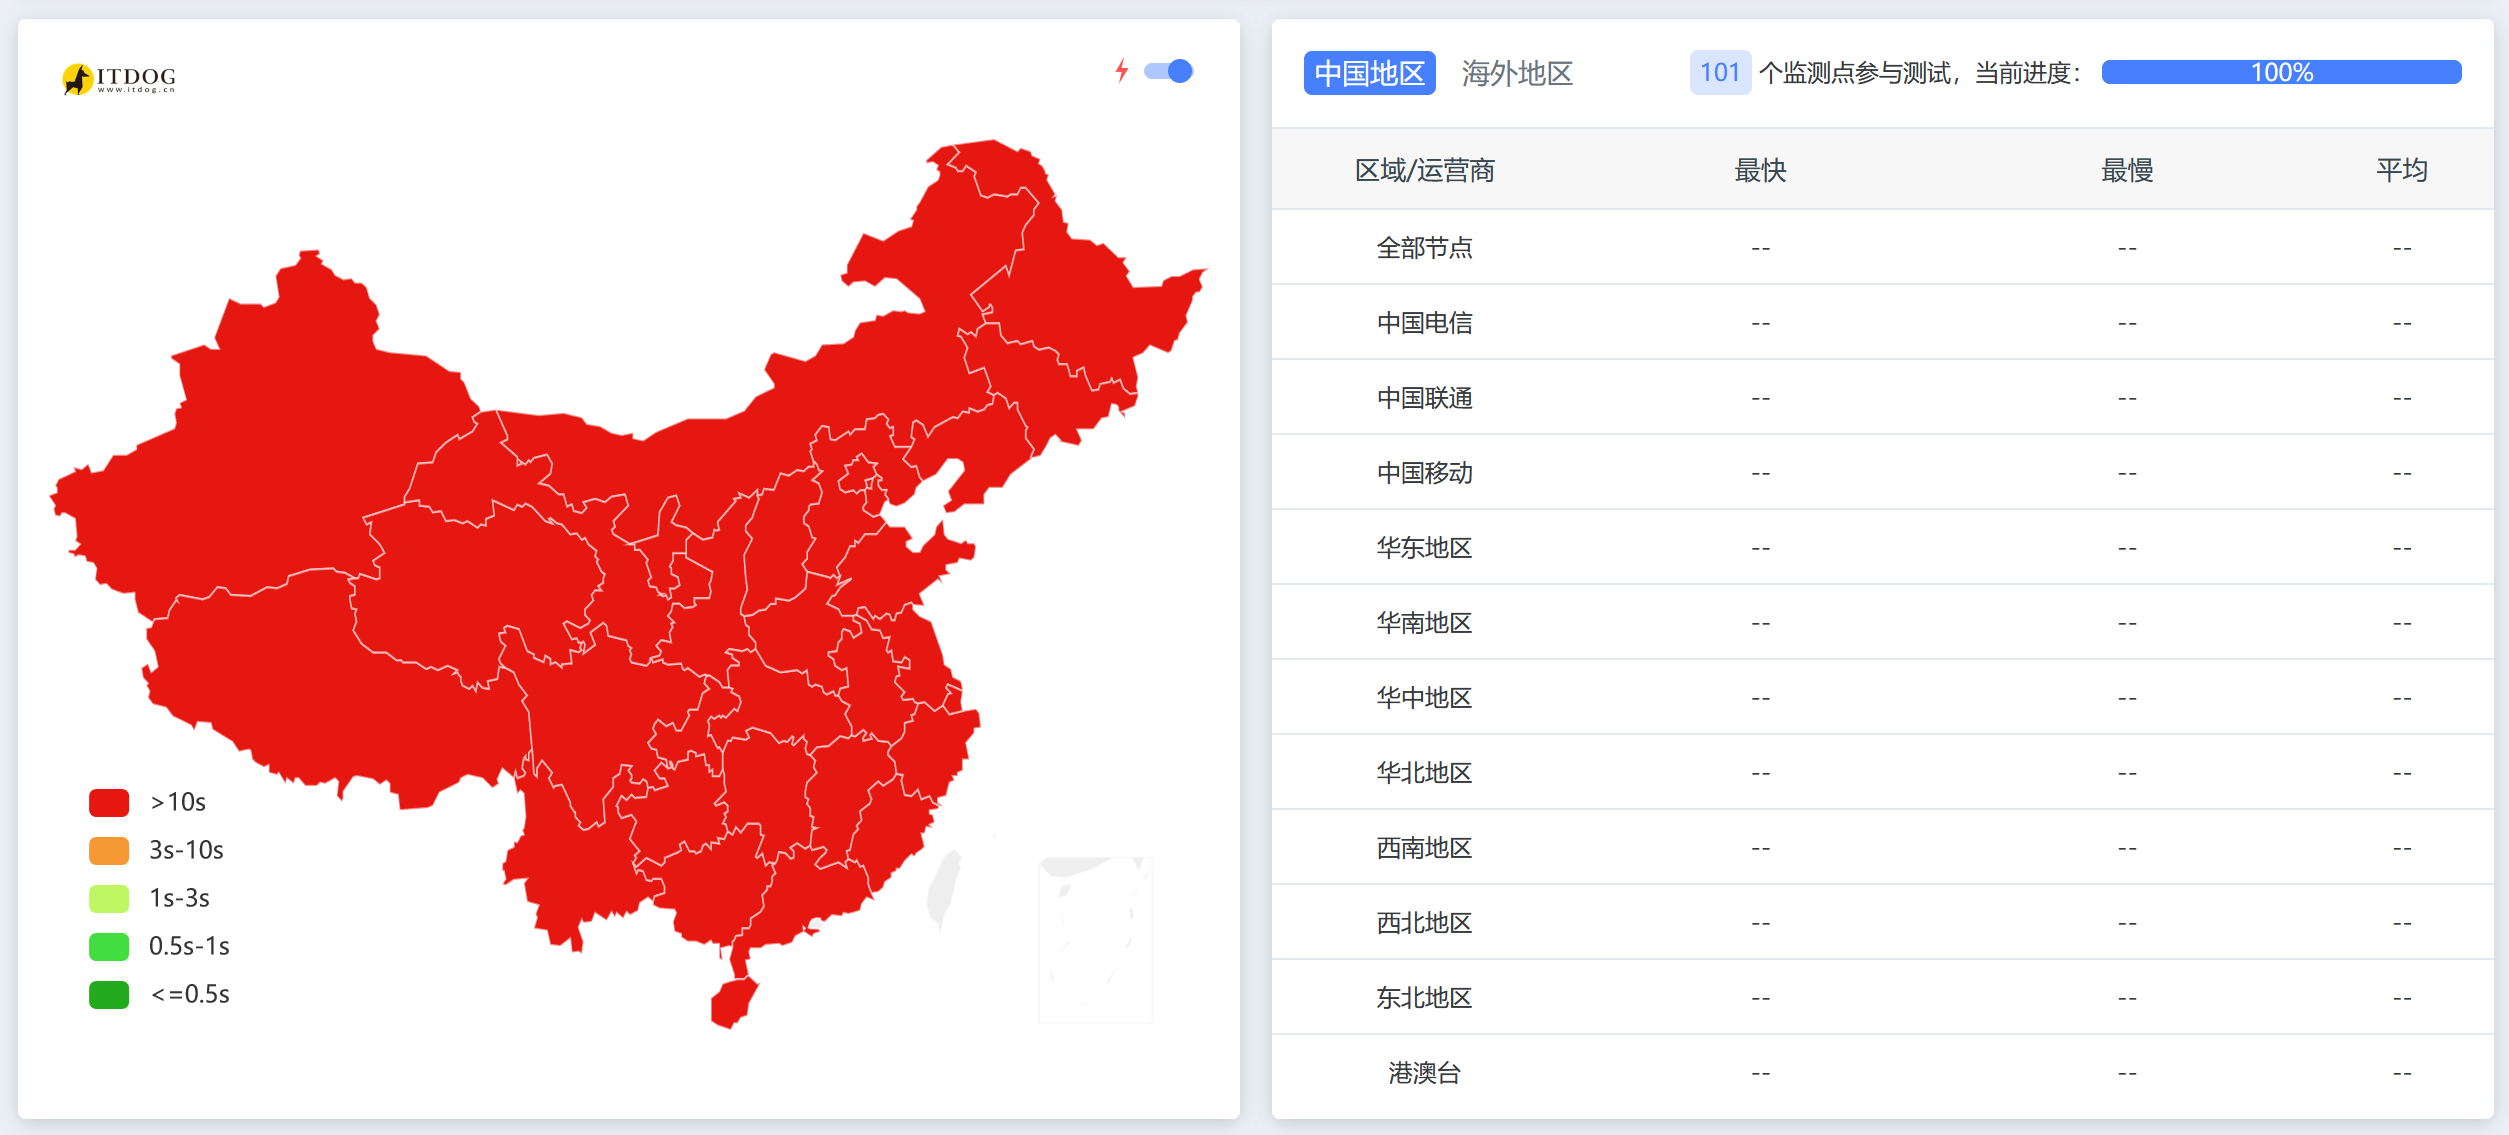 ITDOG
www.itdog.cn
>10s
3s-10s
1s-3s
0.5s-1s
<=0.5s
中国地区 海外地区 101 个监测点参与测试，当前进度： 100%
区域/运营商 最快 最慢 平均
全部节点 -- -- --
中国电信 -- -- --
中国联通 -- -- --
中国移动 -- -- --
华东地区 -- -- --
华南地区 -- -- --
华中地区 -- -- --
华北地区 -- -- --
西南地区 -- -- --
西北地区 -- -- --
东北地区 -- -- --
港澳台 -- -- --